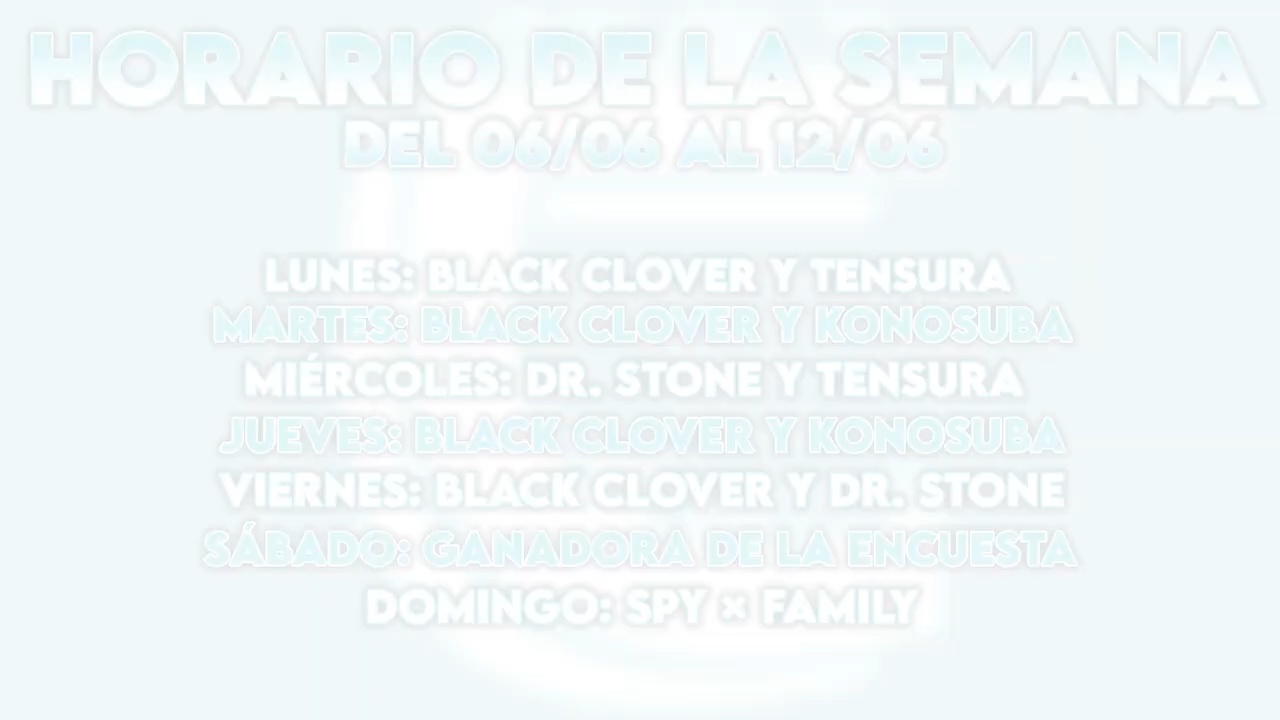 HORARIO DE LA SEMANA
DEL 06/06 AL 12/06
LUNES: BLACK CLOVER Y TENSURA
MARTES: BLACK CLOVER Y KONOSUBA
MIÉRCOLES: DR. STONE Y TENSURA
JUEVES: BLACK CLOVER Y KONOSUBA
VIERNES: BLACK CLOVER Y DR. STONE
SÁBADO: GANADORA DE LA ENCUESTA
DOMINGO: SPY × FAMILY